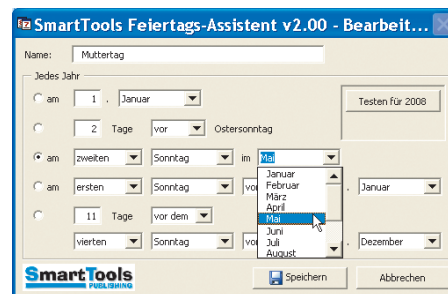 SmartTools Feiertags-Assistent v2.00 - Bearbeit...
Name: Muttertag
Jedes Jahr
am 1 . Januar Testen für 2008
2 Tage vor Ostersonntag
am zweiten Sonntag im Mai
Januar
Februar
März
April
Mai
Juni
Juli
August
am ersten Sonntag . Januar
11 Tage vor dem
vierten Sonntag . Dezember
SmartTools
PUBLISHING
Speichern Abbrechen